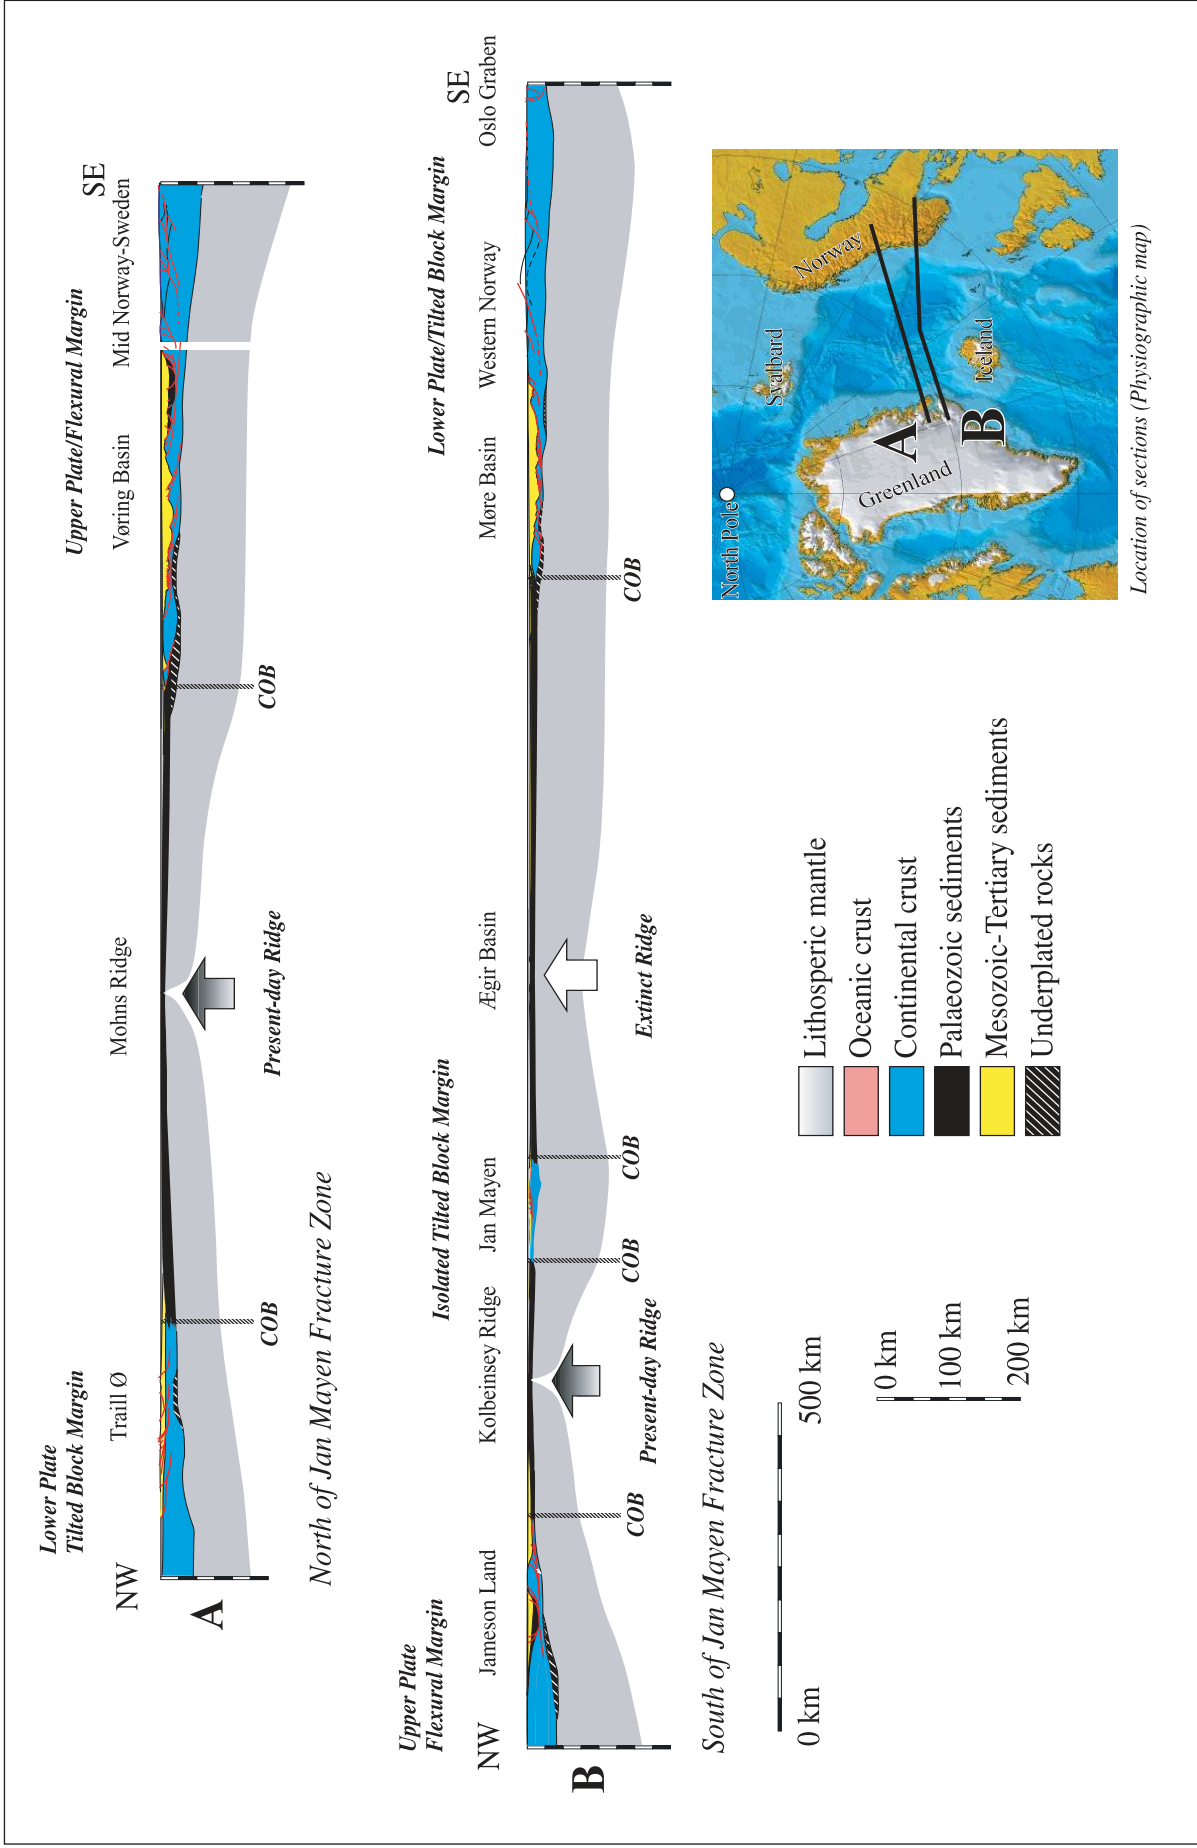 Lower Plate
Tilted Block Margin
Upper Plate/Flexural Margin
NW
Traill Ø
Mohns Ridge
Vøring Basin
Mid Norway-Sweden
SE
A
COB
Present-day Ridge
COB
North of Jan Mayen Fracture Zone
Upper Plate
Flexural Margin
Isolated Tilted Block Margin
Lower Plate/Tilted Block Margin
NW
Jameson Land
Kolbeinsey Ridge
Jan Mayen
Ægir Basin
Møre Basin
Western Norway
Oslo Graben
SE
B
COB
Present-day Ridge
COB
COB
Extinct Ridge
COB
South of Jan Mayen Fracture Zone
0 km
500 km
0 km
100 km
200 km
Lithosperic mantle
Oceanic crust
Continental crust
Palaeozoic sediments
Mesozoic-Tertiary sediments
Underplated rocks
North Pole
Svalbard
Norway
Greenland
Iceland
A
B
Location of sections (Physiographic map)